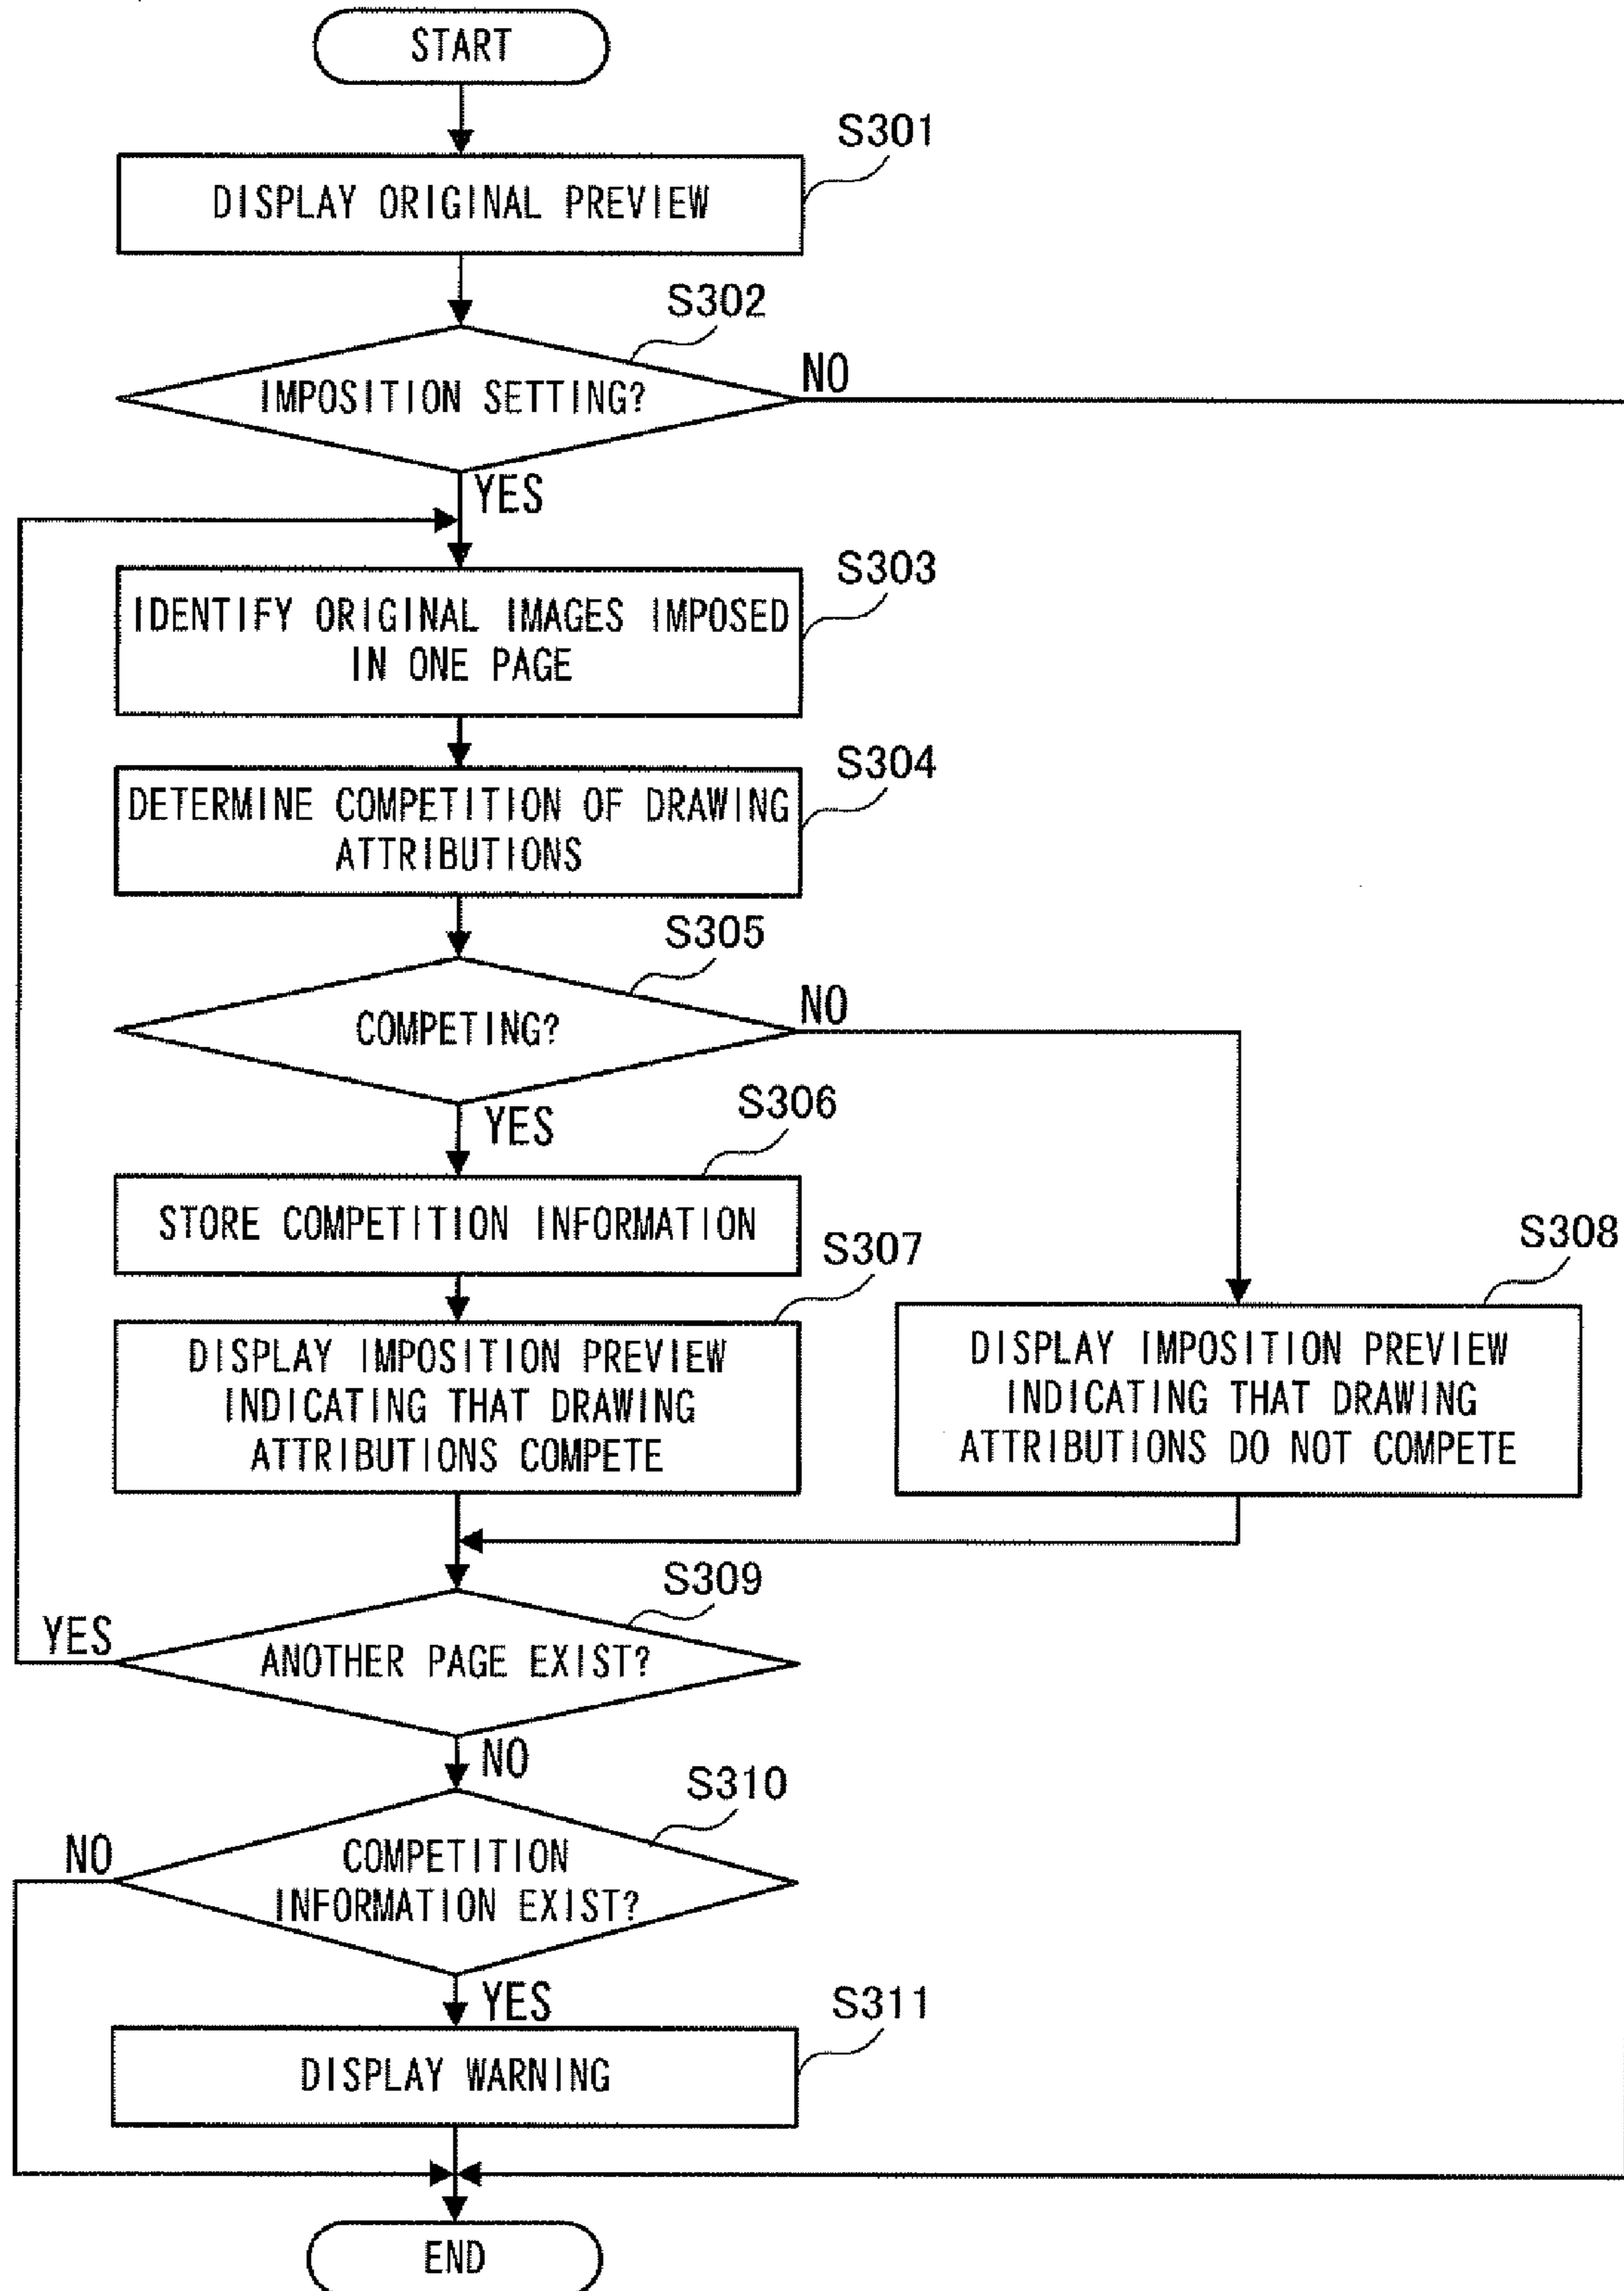 START
S301
DISPLAY ORIGINAL PREVIEW
S302
IMPOSITION SETTING?
NO
YES
S303
IDENTIFY ORIGINAL IMAGES IMPOSED
IN ONE PAGE
S304
DETERMINE COMPETITION OF DRAWING
ATTRIBUTIONS
S305
COMPETING?
NO
YES
S306
STORE COMPETITION INFORMATION
S307
DISPLAY IMPOSITION PREVIEW
INDICATING THAT DRAWING
ATTRIBUTIONS COMPETE
S308
DISPLAY IMPOSITION PREVIEW
INDICATING THAT DRAWING
ATTRIBUTIONS DO NOT COMPETE
S309
YES
ANOTHER PAGE EXIST?
NO
S310
NO
COMPETITION
INFORMATION EXIST?
YES
S311
DISPLAY WARNING
END